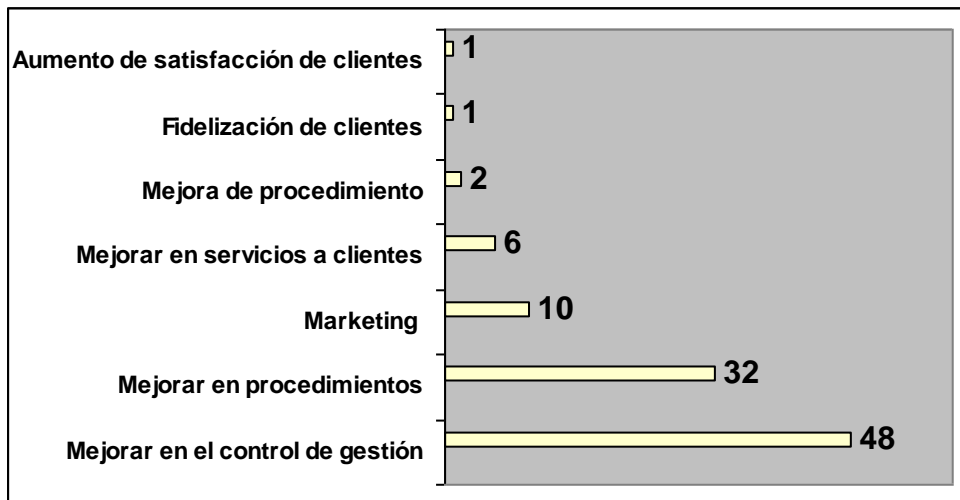 Aumento de satisfacción de clientes 1
Fidelización de clientes 1
Mejora de procedimiento 2
Mejorar en servicios a clientes 6
Marketing 10
Mejorar en procedimientos 32
Mejorar en el control de gestión 48